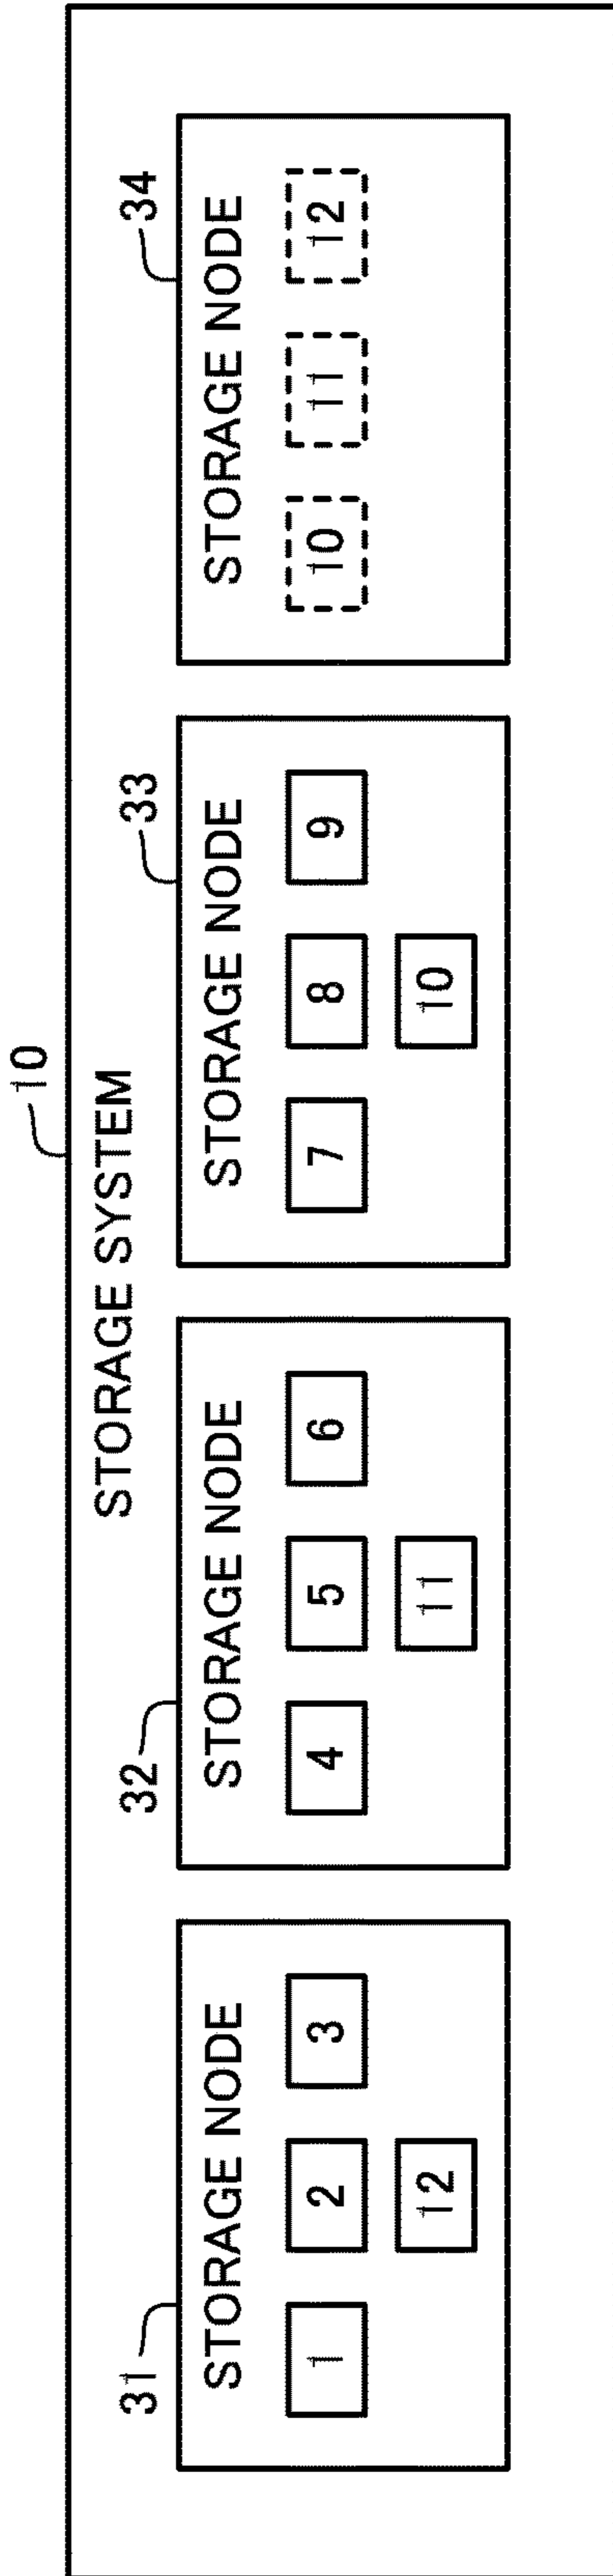 10
STORAGE SYSTEM
31
STORAGE NODE
1 2 3
12
32
STORAGE NODE
4 5 6
11
33
STORAGE NODE
7 8 9
10
34
STORAGE NODE
10 11 12